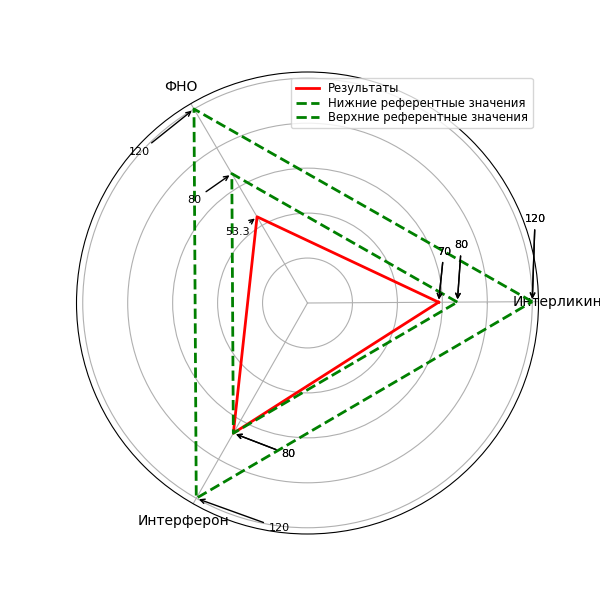 ФНО
Результаты
Нижние референтные значения
Верхние референтные значения
120
80
53.3
120
70
80
Интерликин
80
Интерферон
120